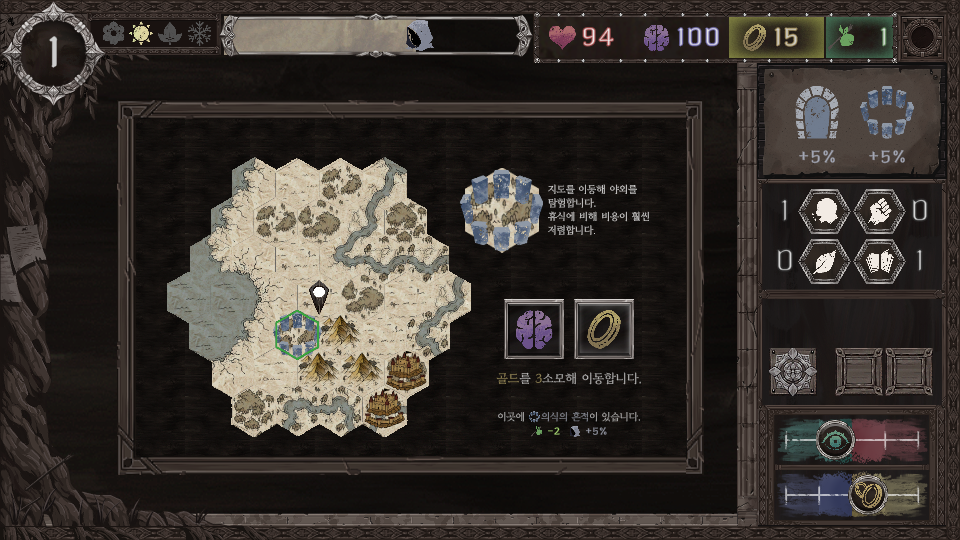 1
94
100
15
1
+5%
+5%
1
0
0
1
지도를 이동해 야외를
탐험합니다.
휴식에 비해 비용이 훨씬
저렴합니다.
골드를 3소모해 이동합니다.
이곳에 의식의 흔적이 있습니다.
-2 +5%